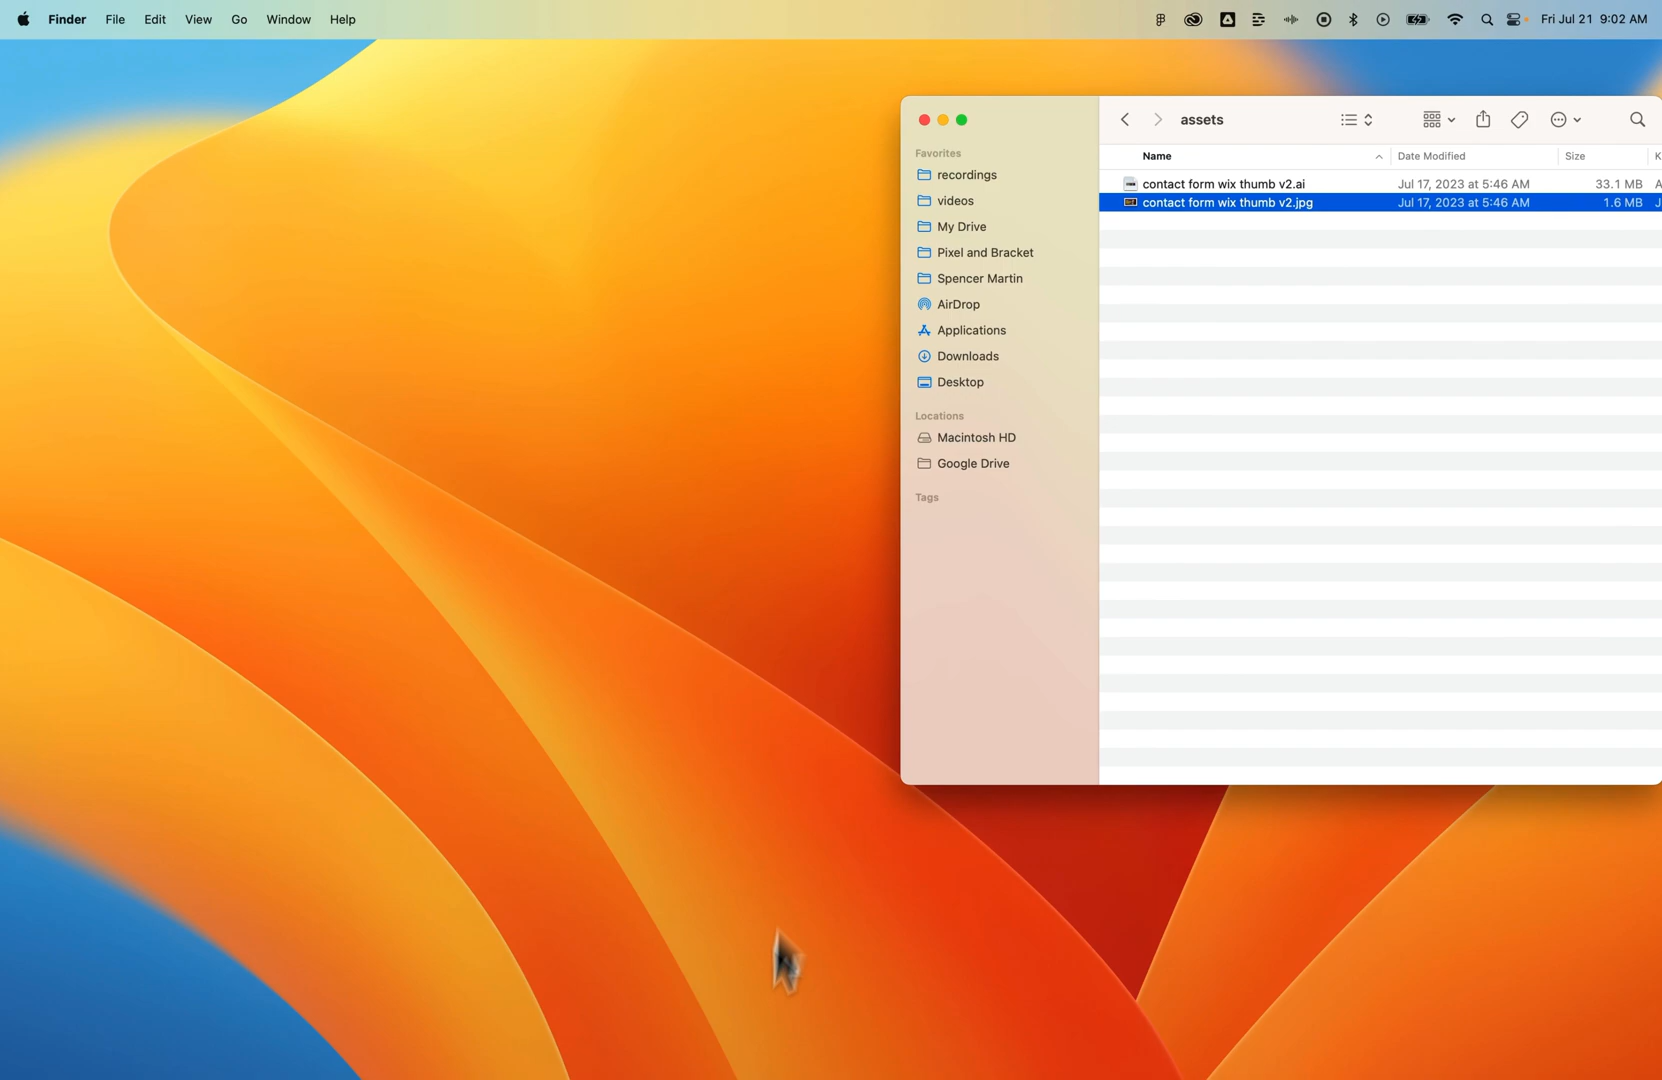 Finder File Edit View Go Window Help Fri Jul 21 9:02 AM
assets
Favorites
recordings
videos
My Drive
Pixel and Bracket
Spencer Martin
AirDrop
Applications
Downloads
Desktop
Locations
Macintosh HD
Google Drive
Tags
Name Date Modified Size K
contact form wix thumb v2.ai Jul 17, 2023 at 5:46 AM 33.1 MB A
contact form wix thumb v2.jpg Jul 17, 2023 at 5:46 AM 1.6 MB J